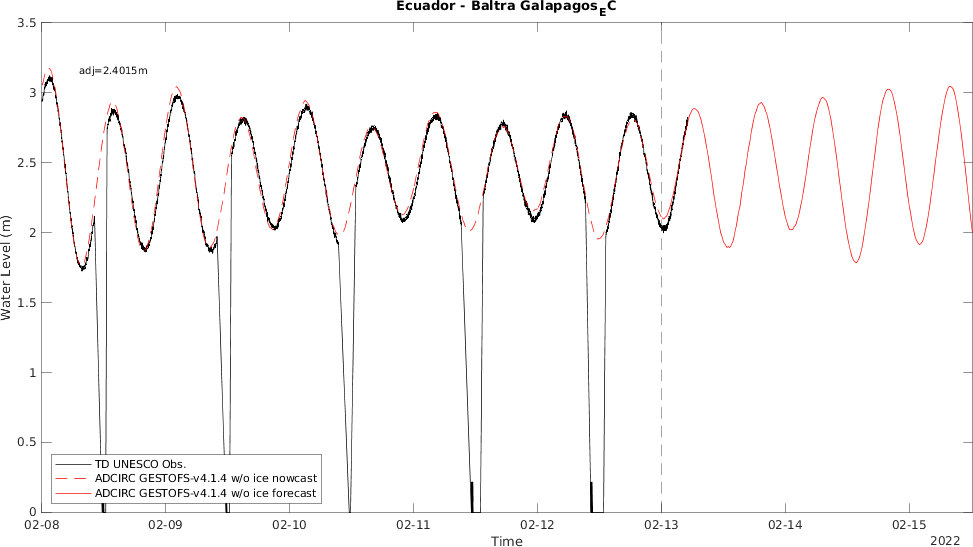 Ecuador - Baltra Galapagos_EC
adj=2.4015m
3.5
3
2.5
2
1.5
1
0.5
0
Water Level (m)
TD UNESCO Obs.
ADCIRC GESTOFS-v4.1.4 w/o ice nowcast
ADCIRC GESTOFS-v4.1.4 w/o ice forecast
02-08
02-09
02-10
02-11
02-12
02-13
02-14
02-15
Time
2022